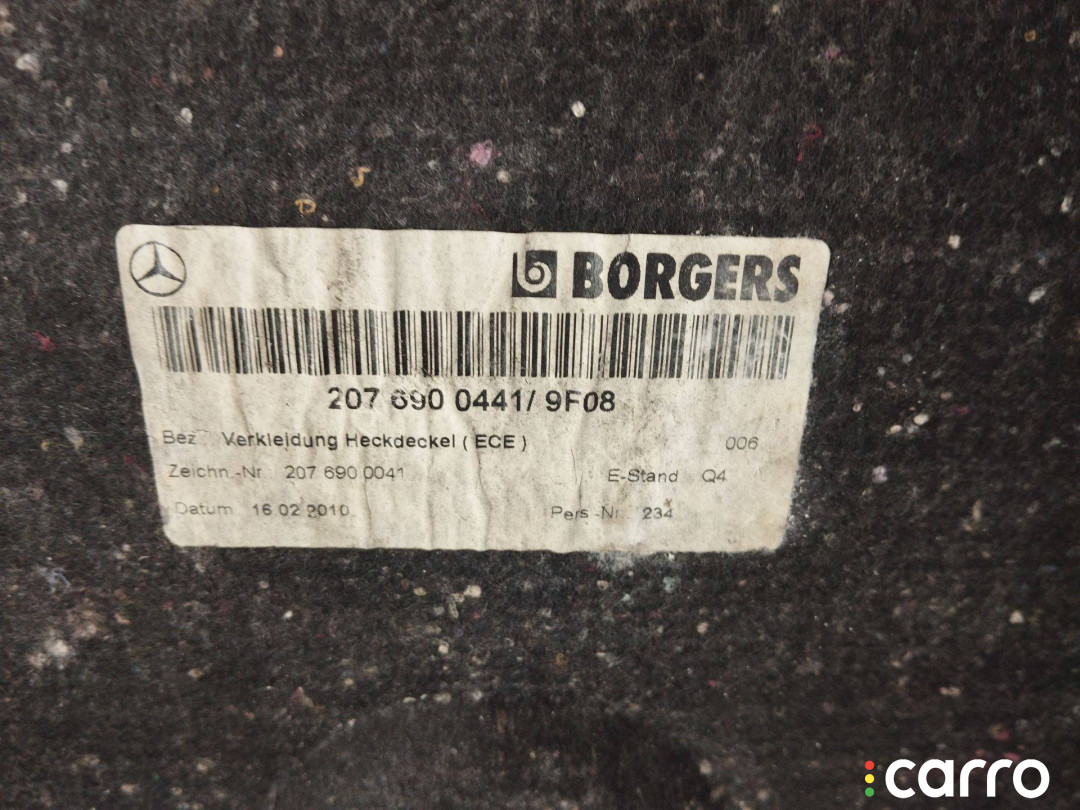 BORGERS
207 690 0441/ 9F08
Bez Verkleidung Heckdeckel ( ECE ) 006
Zeichn.-Nr. 207 690 0041 E-Stand Q4
Datum 16.02.2010 Pers.-Nr. 234
carro